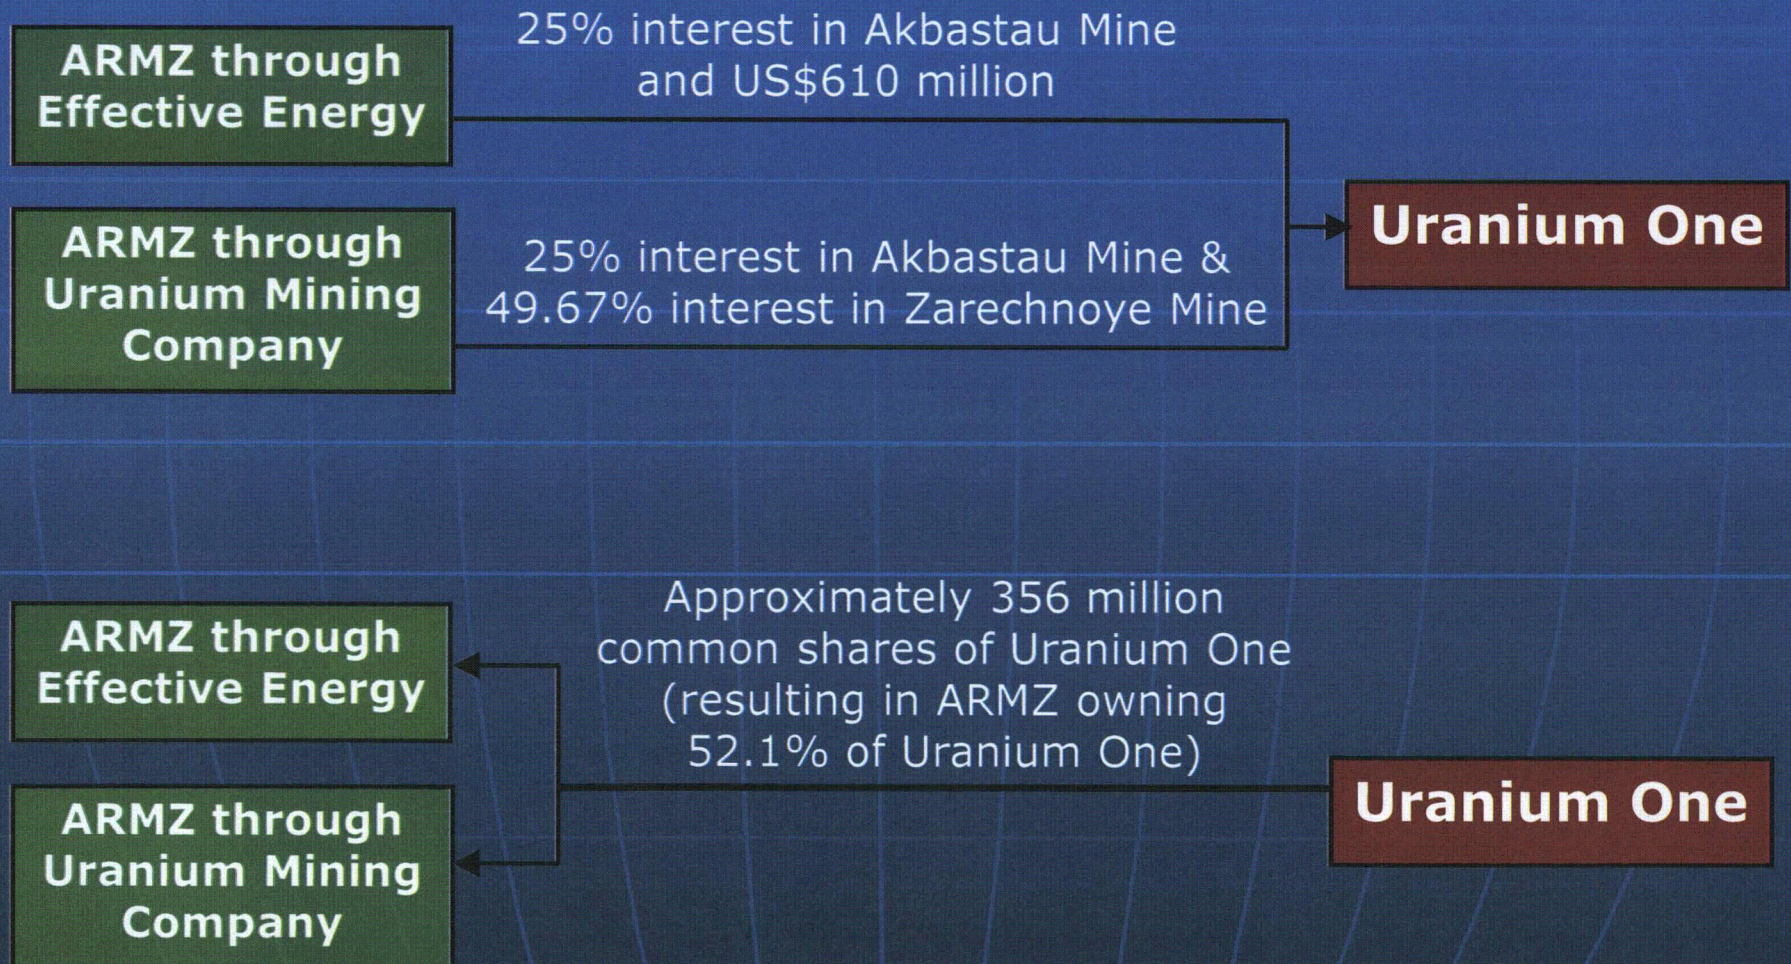 ARMZ through
Effective Energy
25% interest in Akbastau Mine
and US$610 million
ARMZ through
Uranium Mining
Company
25% interest in Akbastau Mine &
49.67% interest in Zarechnoye Mine
Uranium One
ARMZ through
Effective Energy
Approximately 356 million
common shares of Uranium One
(resulting in ARMZ owning
52.1% of Uranium One)
ARMZ through
Uranium Mining
Company
Uranium One